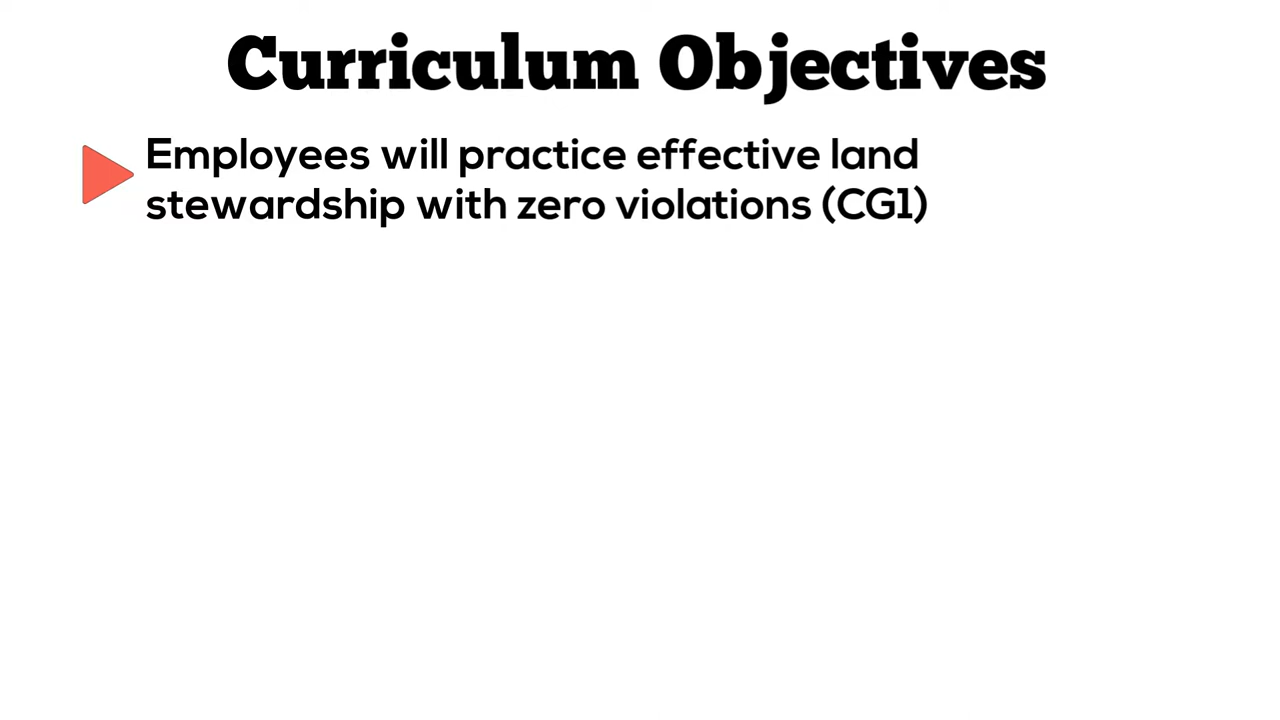 Curriculum Objectives
Employees will practice effective land
stewardship with zero violations (CG1)